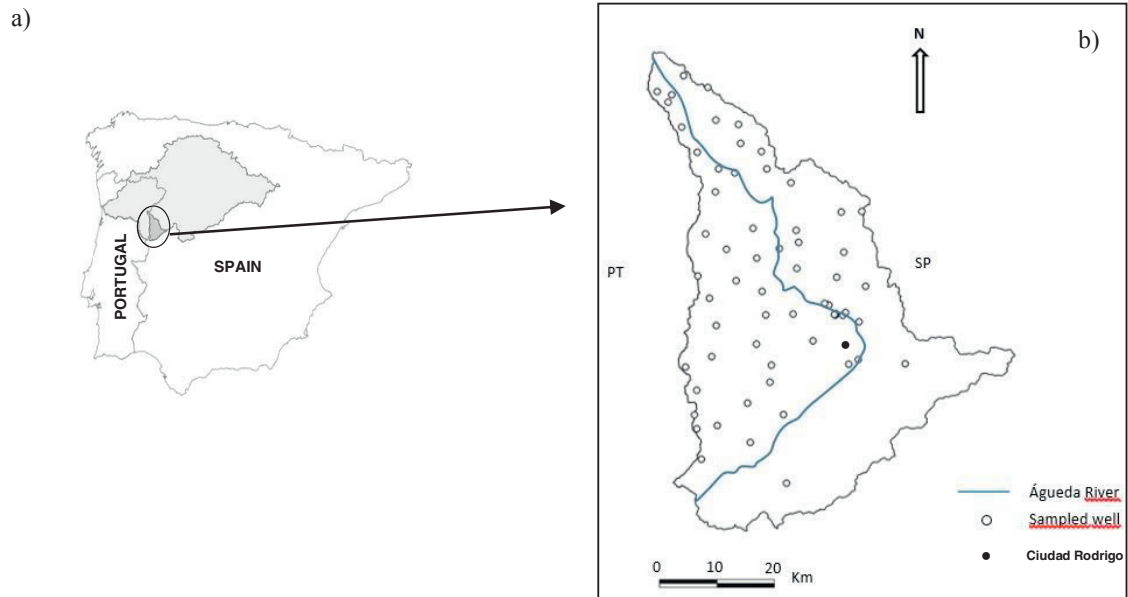 a)
PORTUGAL
SPAIN
b)
N
PT
SP
Águeda River
Sampled well
Ciudad Rodrigo
0 10 20
Km